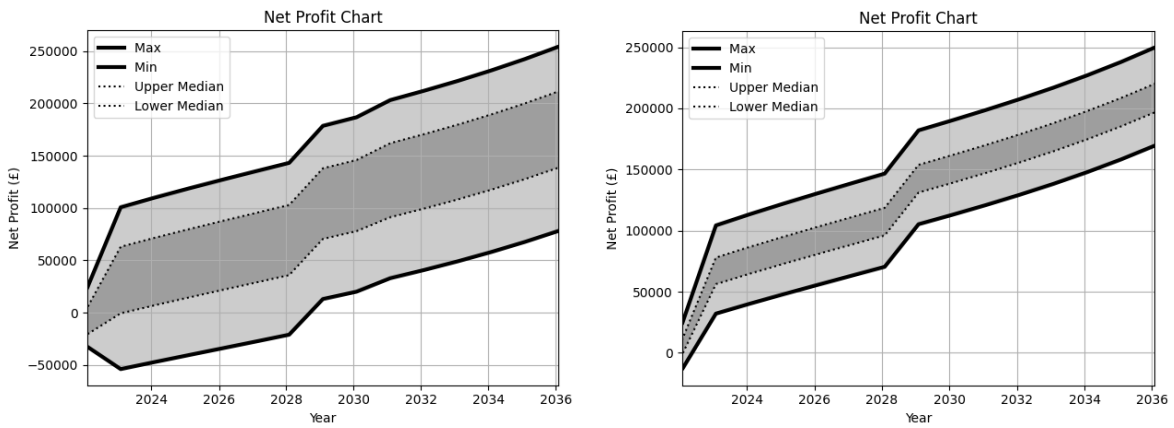 Net Profit Chart
Max
Min
Upper Median
Lower Median
250000
200000
150000
100000
50000
0
−50000
Net Profit (£)
2024
2026
2028
2030
2032
2034
2036
Year
Net Profit Chart
Max
Min
Upper Median
Lower Median
250000
200000
150000
100000
50000
0
Net Profit (£)
2024
2026
2028
2030
2032
2034
2036
Year